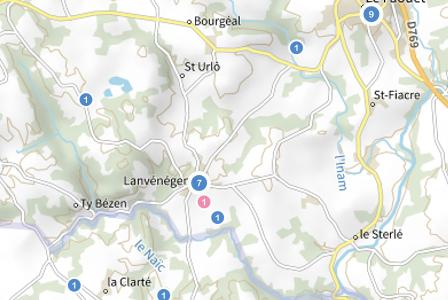 Le Faouët
9
Bourgéal
1
D769
St Urlô
1
St-Fiacre
l'Inam
Lanvénéger
7
1
Ty Bézen
1
le Sterlé
le Naïc
1
la Clarté
1